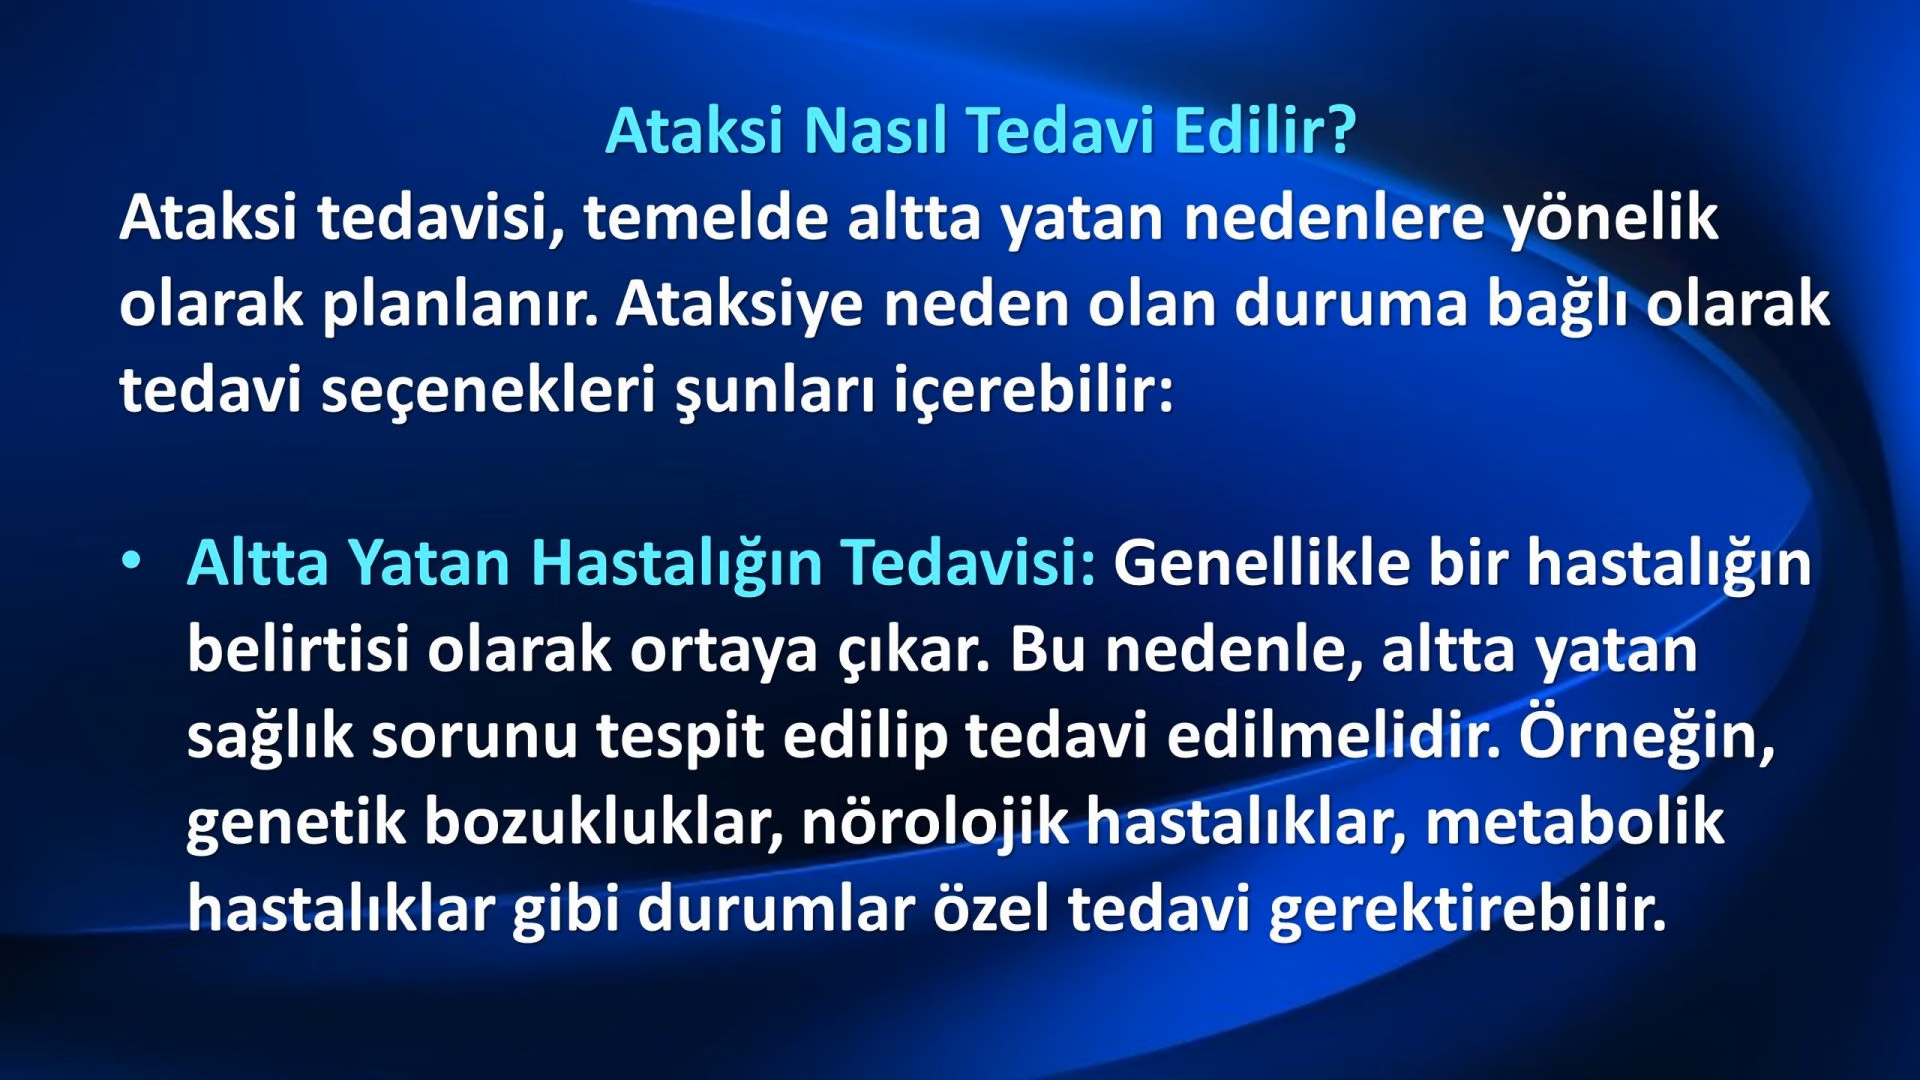 Ataksi Nasıl Tedavi Edilir?
Ataksi tedavisi, temelde altta yatan nedenlere yönelik
olarak planlanır. Ataksiye neden olan duruma bağlı olarak
tedavi seçenekleri şunları içerebilir:
• Altta Yatan Hastalığın Tedavisi: Genellikle bir hastalığın
belirtisi olarak ortaya çıkar. Bu nedenle, altta yatan
sağlık sorunu tespit edilip tedavi edilmelidir. Örneğin,
genetik bozukluklar, nörolojik hastalıklar, metabolik
hastalıklar gibi durumlar özel tedavi gerektirebilir.